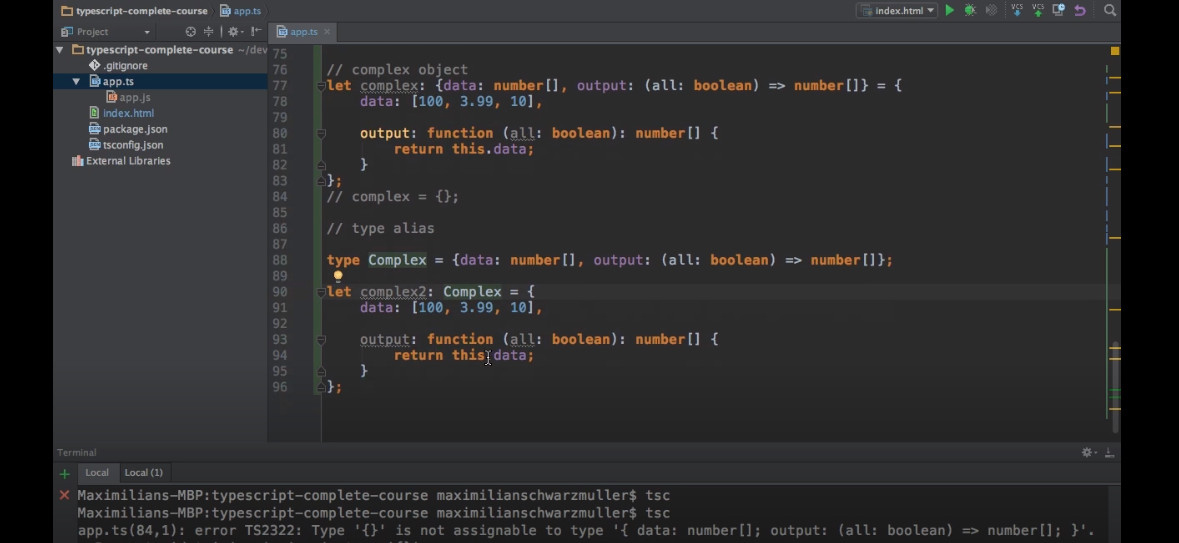 typescript-complete-course app.ts
index.html
VCS VCS
Project
app.ts
typescript-complete-course ~/dev
.gitignore
app.ts
app.js
index.html
package.json
tsconfig.json
External Libraries
75
76 // complex object
77 let complex: {data: number[], output: (all: boolean) => number[]} = {
78 data: [100, 3.99, 10],
79
80 output: function (all: boolean): number[] {
81 return this.data;
82 }
83 };
84 // complex = {};
85
86 // type alias
87
88 type Complex = {data: number[], output: (all: boolean) => number[]};
89
90 let complex2: Complex = {
91 data: [100, 3.99, 10],
92
93 output: function (all: boolean): number[] {
94 return this.data;
95 }
96 };
Terminal
Local Local (1)
Maximilians-MBP:typescript-complete-course maximilianschwarzmuller$ tsc
Maximilians-MBP:typescript-complete-course maximilianschwarzmuller$ tsc
app.ts(84,1): error TS2322: Type '{}' is not assignable to type '{ data: number[]; output: (all: boolean) => number[]; }'.